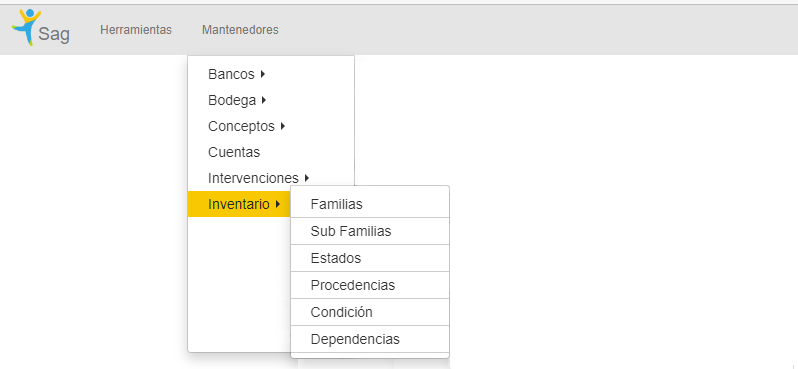 Sag
Herramientas
Mantenedores
Bancos
Bodega
Conceptos
Cuentas
Intervenciones
Inventario
Familias
Sub Familias
Estados
Procedencias
Condición
Dependencias